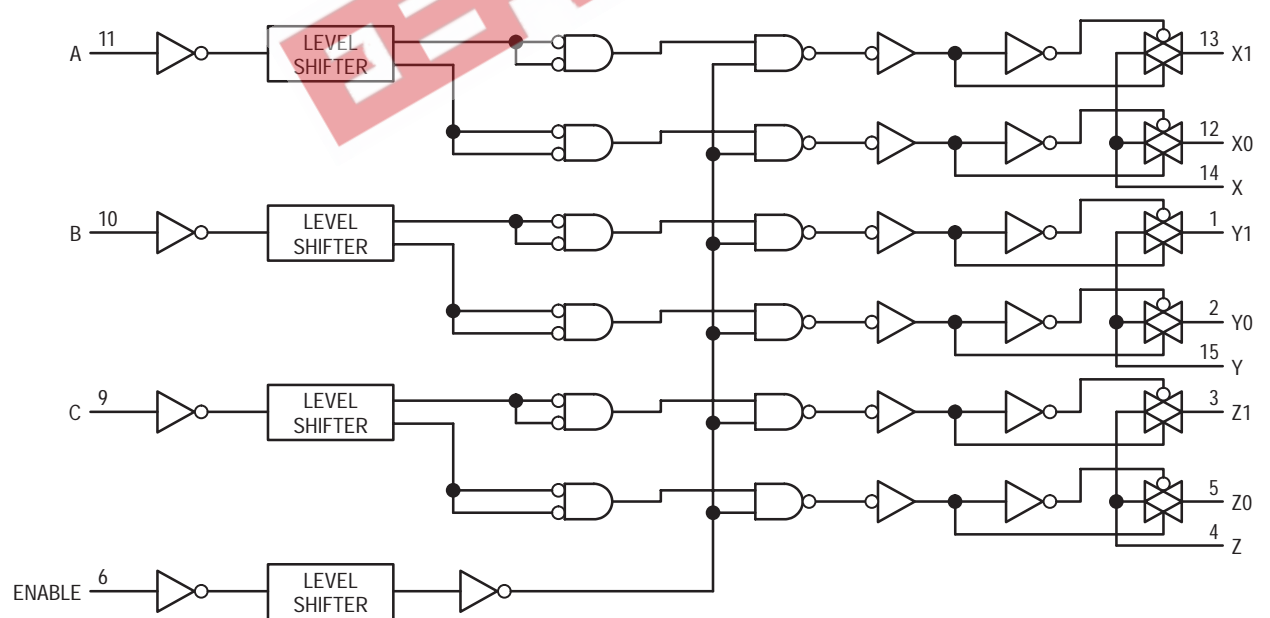 A 11
LEVEL
SHIFTER
13 X1
12 X0
14 X
B 10
LEVEL
SHIFTER
1 Y1
2 Y0
15 Y
C 9
LEVEL
SHIFTER
3 Z1
5 Z0
4 Z
ENABLE 6
LEVEL
SHIFTER